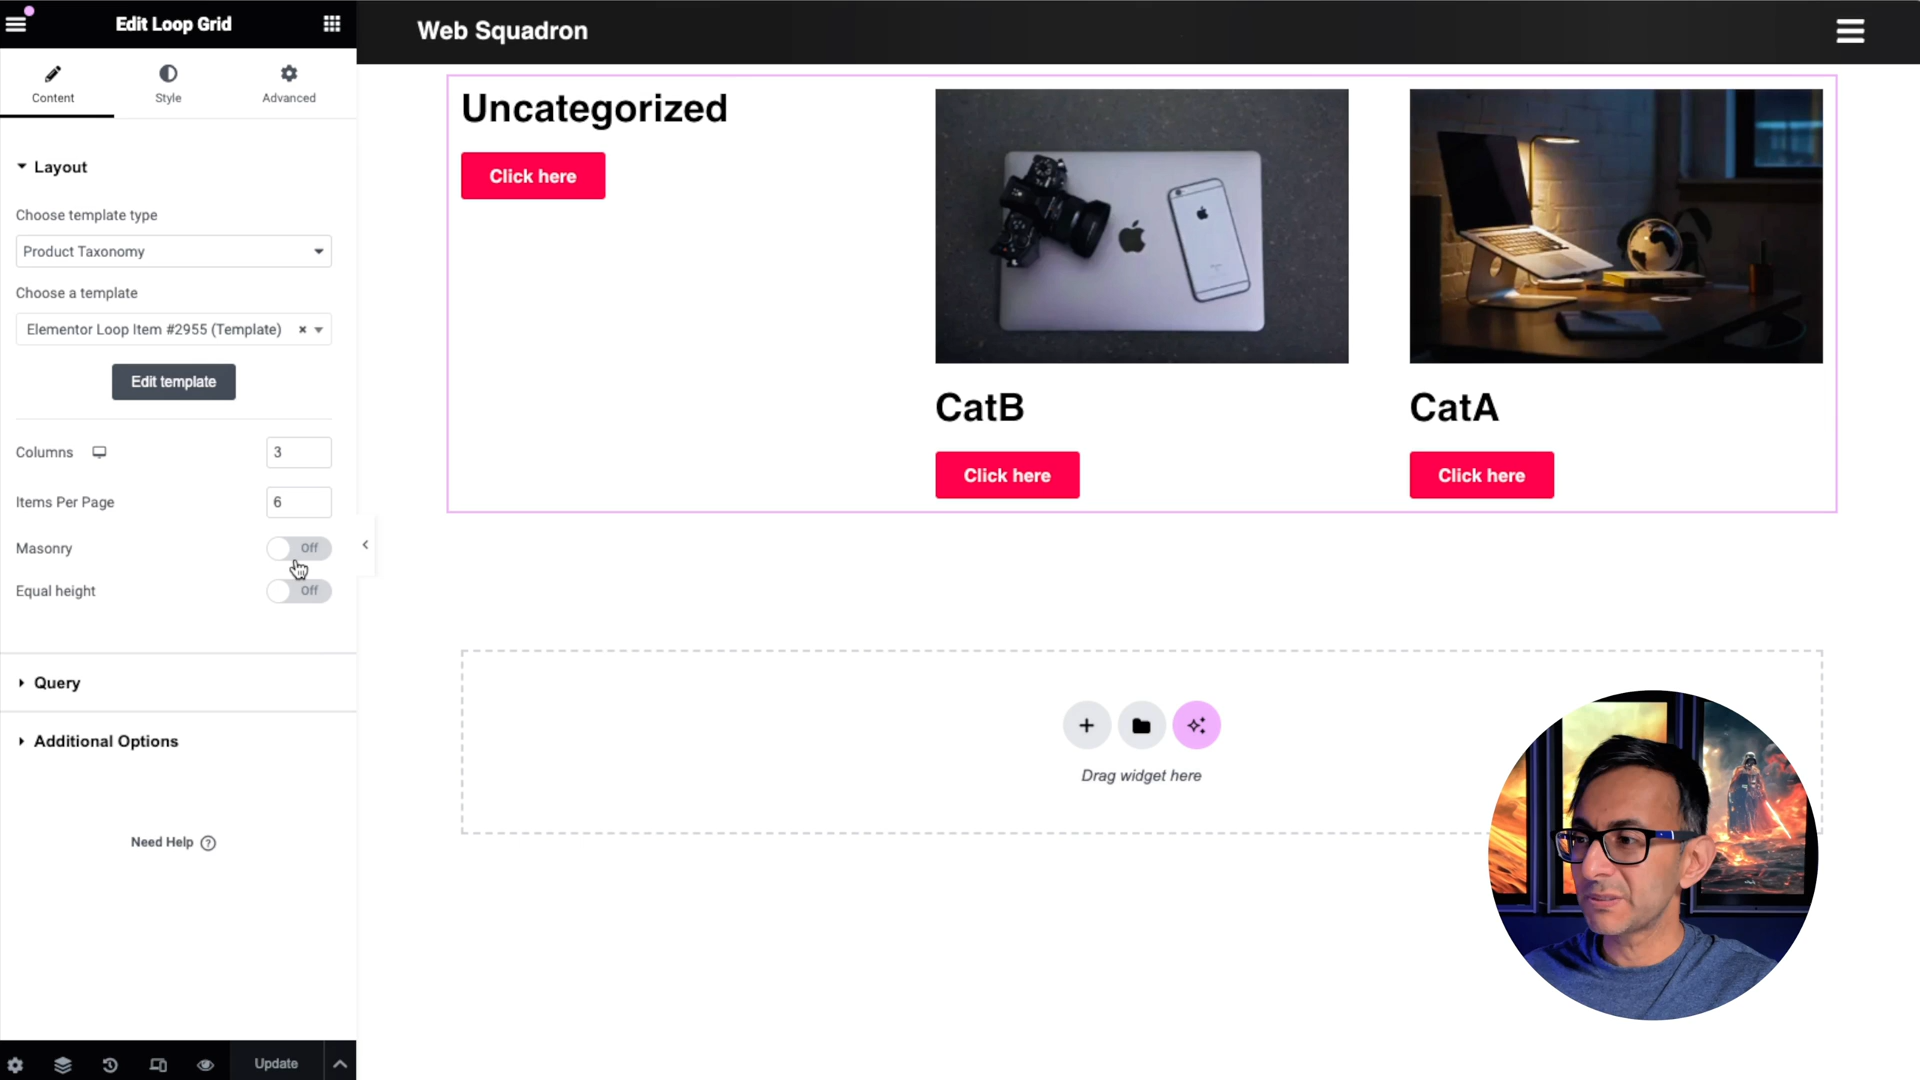 Edit Loop Grid
Content
Style
Advanced
Layout
Choose template type
Product Taxonomy
Choose a template
Elementor Loop Item #2955 (Template) ×
Edit template
Columns 3
Items Per Page 6
Masonry Off
Equal height Off
Query
Additional Options
Need Help ?
Update
Web Squadron
Uncategorized
Click here
CatB
Click here
CatA
Click here
Drag widget here